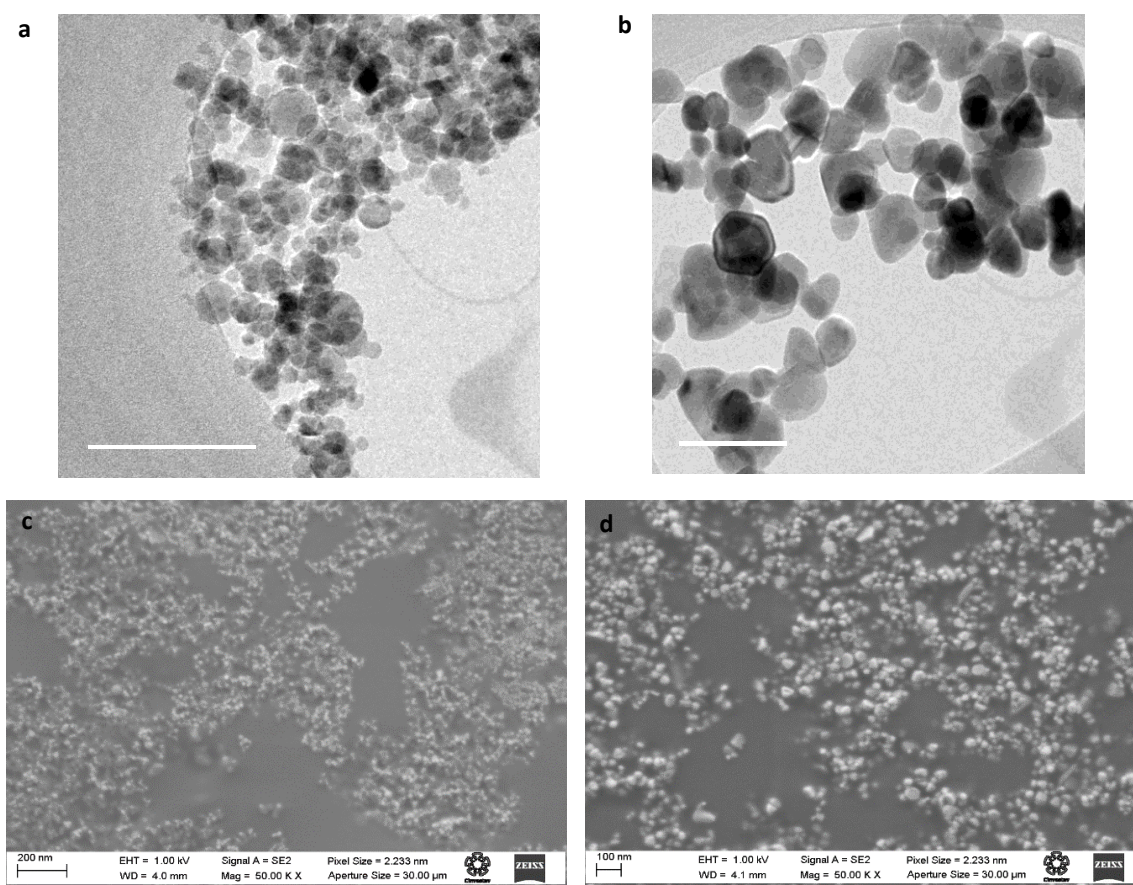 a
b
c
d
200 nm
EHT = 1.00 kV
Signal A = SE2
Pixel Size = 2.233 nm
WD = 4.0 mm
Mag = 50.00 K X
Aperture Size = 30.00 µm
ZEISS
100 nm
EHT = 1.00 kV
Signal A = SE2
Pixel Size = 2.233 nm
WD = 4.1 mm
Mag = 50.00 K X
Aperture Size = 30.00 µm
ZEISS